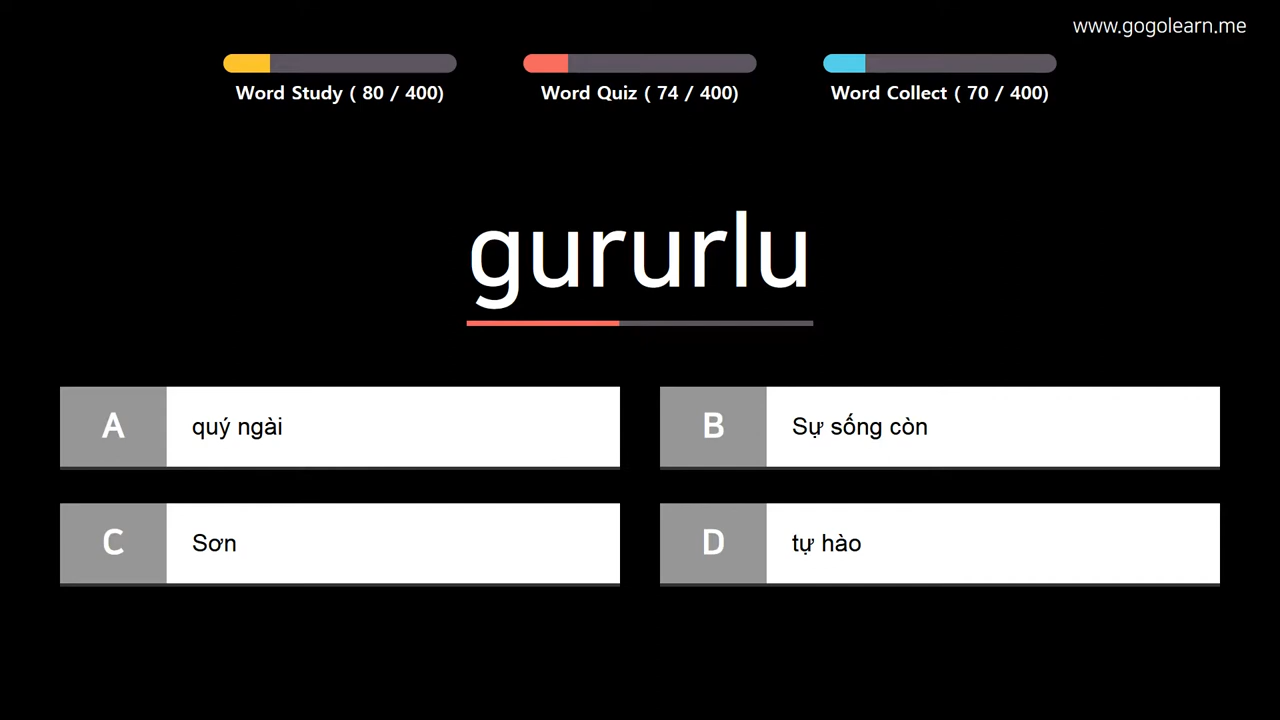 www.gogolearn.me
Word Study ( 80 / 400)
Word Quiz ( 74 / 400)
Word Collect ( 70 / 400)
gururlu
A quý ngài
B Sự sống còn
C Sơn
D tự hào